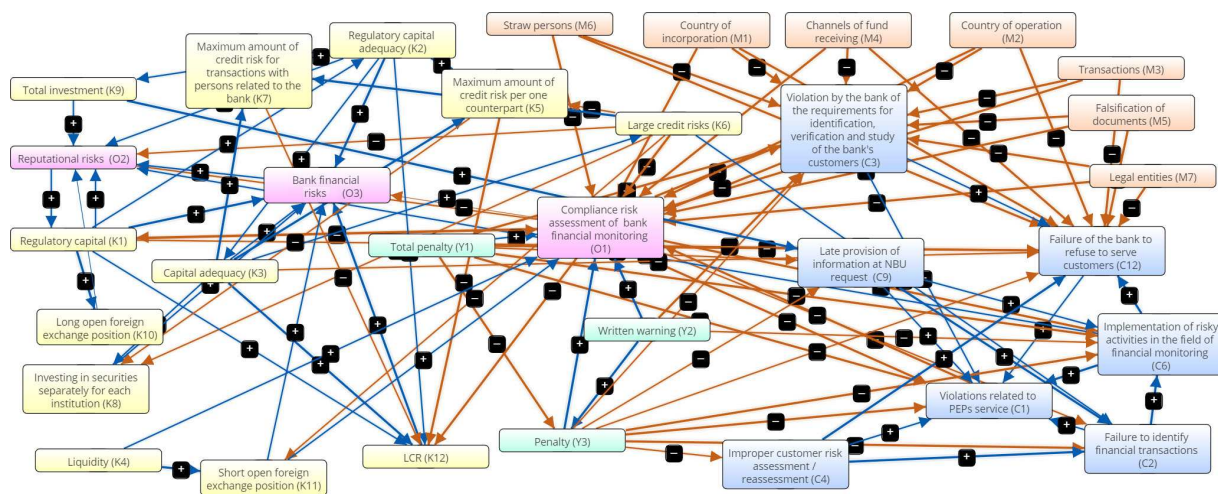 Straw persons (M6)
Country of
incorporation (M1)
Channels of fund
receiving (M4)
Country of operation
(M2)
Maximum amount of
credit risk for
transactions with
persons related to the
bank (K7)
Regulatory capital
adequacy (K2)
Maximum amount of
credit risk per one
counterpart (K5)
Transactions (M3)
Total investment (K9)
Large credit risks (K6)
Violation by the bank of
the requirements for
identification,
verification and study
of the bank's
customers (C3)
Falsification of
documents (M5)
Reputational risks (O2)
Bank financial
risks (O3)
Legal entities (M7)
Compliance risk
assessment of bank
financial monitoring
(O1)
Regulatory capital (K1)
Total penalty (Y1)
Late provision of
information at NBU
request (C9)
Failure of the bank to
refuse to serve
customers (C12)
Capital adequacy (K3)
Long open foreign
exchange position (K10)
Written warning (Y2)
Implementation of risky
activities in the field of
financial monitoring
(C6)
Investing in securities
separately for each
institution (K8)
Violations related to
PEPs service (C1)
Liquidity (K4)
Short open foreign
exchange position (K11)
LCR (K12)
Penalty (Y3)
Improper customer risk
assessment /
reassessment (C4)
Failure to identify
financial transactions
(C2)